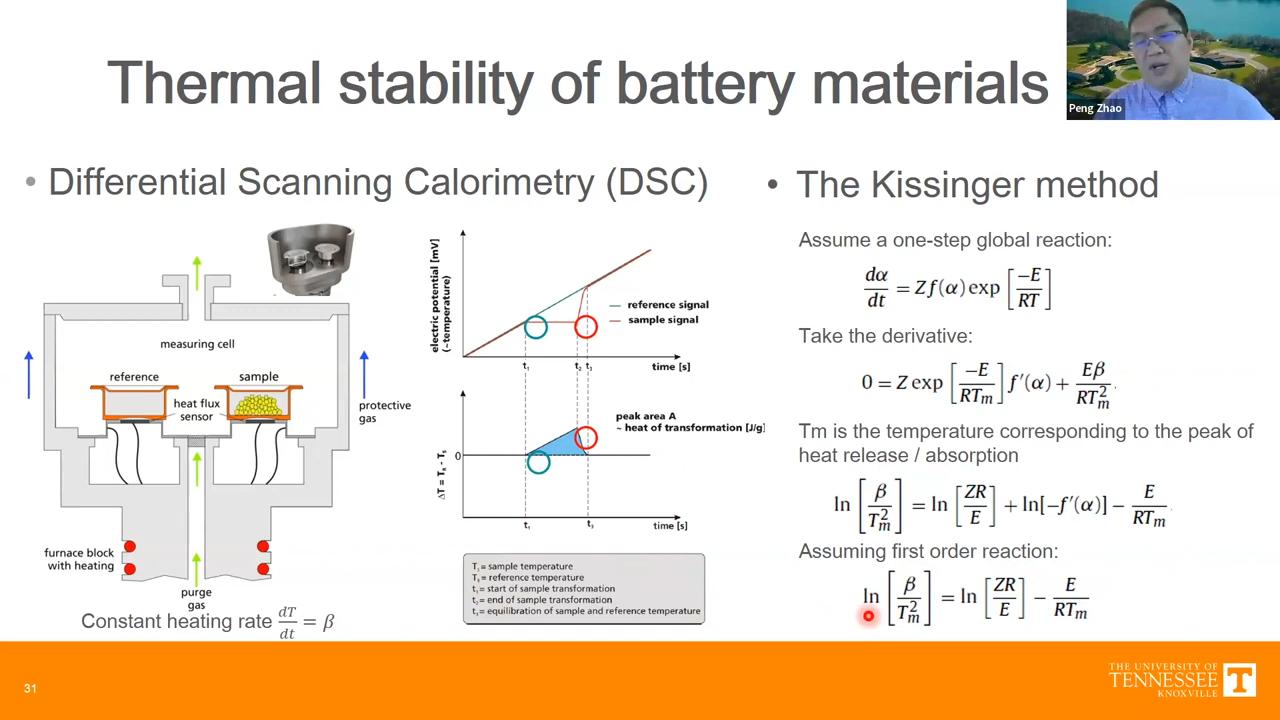 Thermal stability of battery materials
Peng Zhao
• Differential Scanning Calorimetry (DSC)
measuring cell
reference
sample
heat flux
sensor
protective
gas
furnace block
with heating
purge
gas
Constant heating rate dT/dt = β
electric potential [mV]
(~temperature)
reference signal
sample signal
t₁
t₂
t₃
time [s]
peak area A
~ heat of transformation [J/g]
0
ΔT = T_R - T_S
t₁
t₃
time [s]
= sample temperature
= reference temperature
= start of sample transformation
= end of sample transformation
= equilibration of sample and reference temperature
• The Kissinger method
Assume a one-step global reaction:
dα/dt = Zf(α) exp [−E/RT]
Take the derivative:
0 = Z exp [−E/RT_m] f′(α) + Eβ/RT_m²
Tm is the temperature corresponding to the peak of
heat release / absorption
ln [β/T_m²] = ln [ZR/E] + ln[−f′(α)] − E/RT_m
Assuming first order reaction:
ln [β/T_m²] = ln [ZR/E] − E/RT_m
31
THE UNIVERSITY OF
TENNESSEE
KNOXVILLE
T